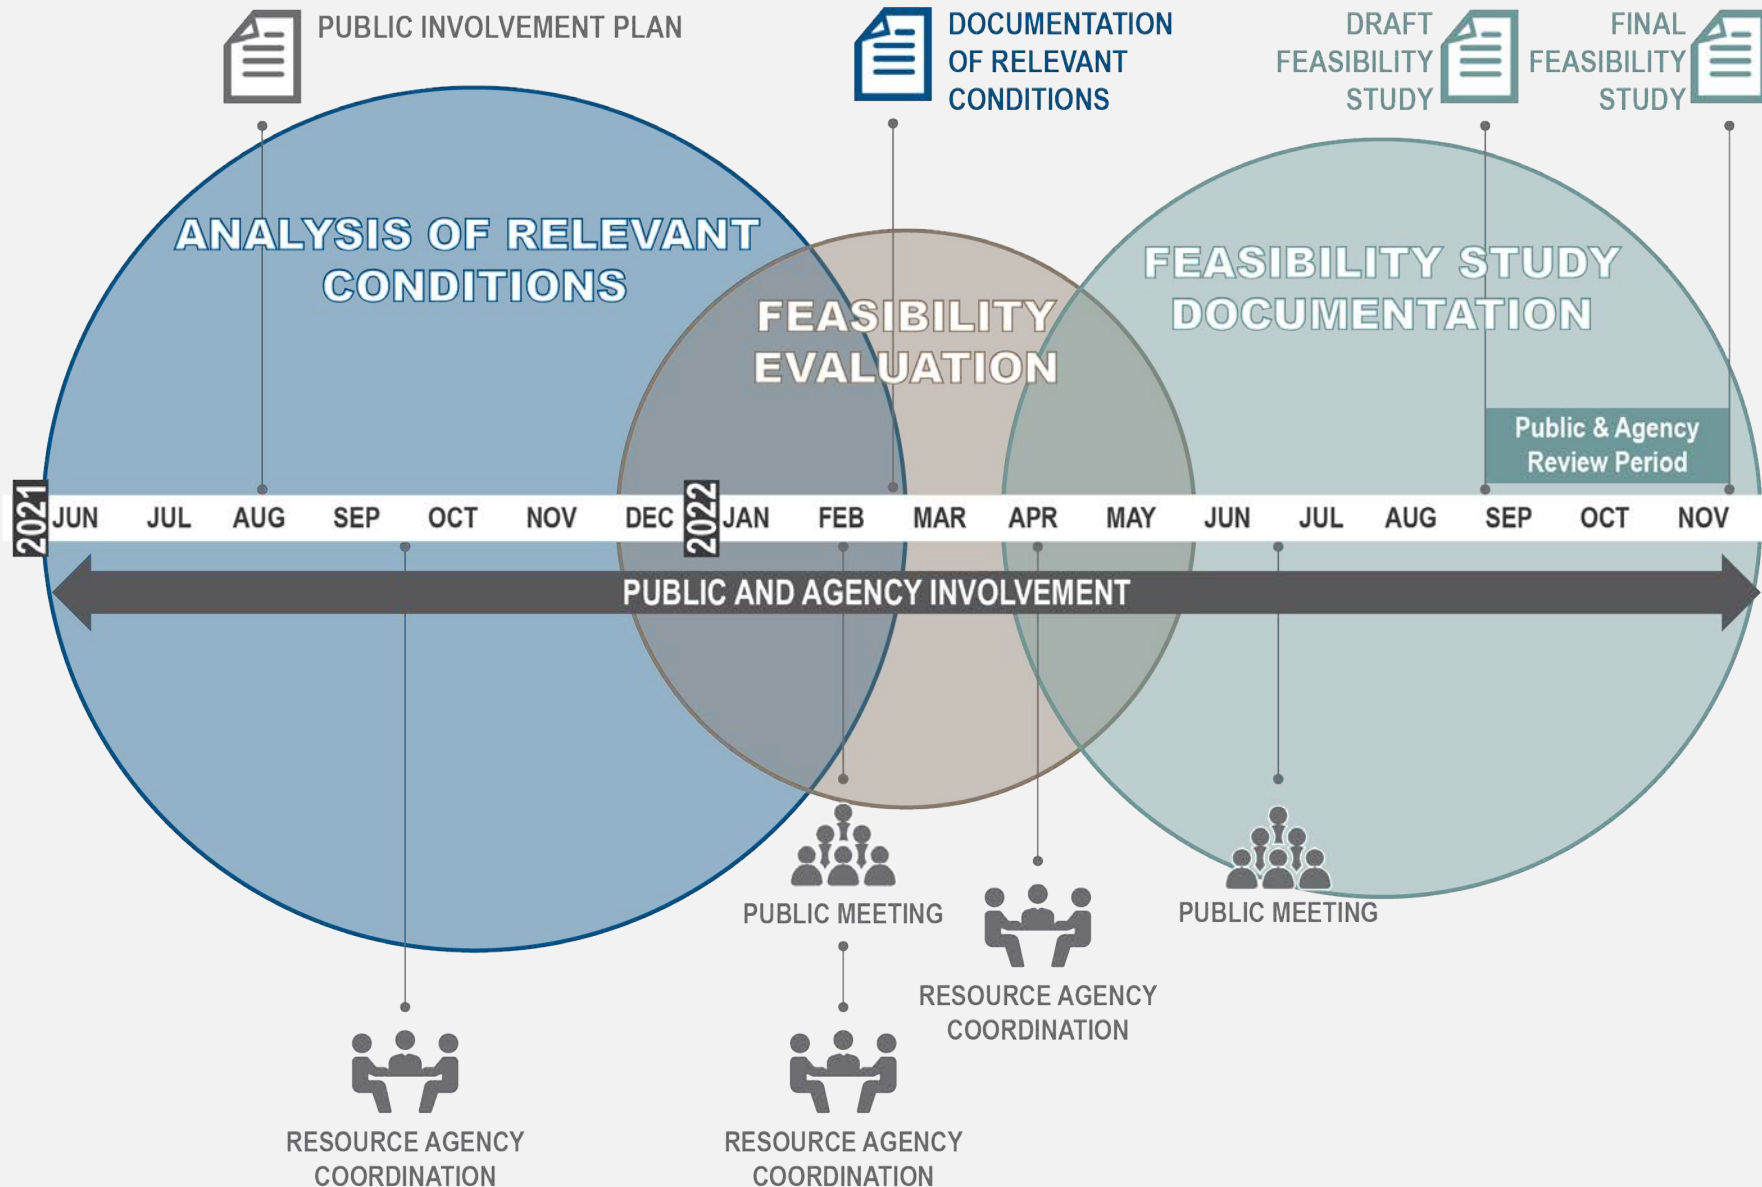 PUBLIC INVOLVEMENT PLAN
DOCUMENTATION
OF RELEVANT
CONDITIONS
DRAFT
FEASIBILITY
STUDY
FINAL
FEASIBILITY
STUDY
ANALYSIS OF RELEVANT
CONDITIONS
FEASIBILITY
EVALUATION
FEASIBILITY STUDY
DOCUMENTATION
Public & Agency
Review Period
2021 JUN JUL AUG SEP OCT NOV DEC 2022 JAN FEB MAR APR MAY JUN JUL AUG SEP OCT NOV
PUBLIC AND AGENCY INVOLVEMENT
PUBLIC MEETING
PUBLIC MEETING
RESOURCE AGENCY
COORDINATION
RESOURCE AGENCY
COORDINATION
RESOURCE AGENCY
COORDINATION